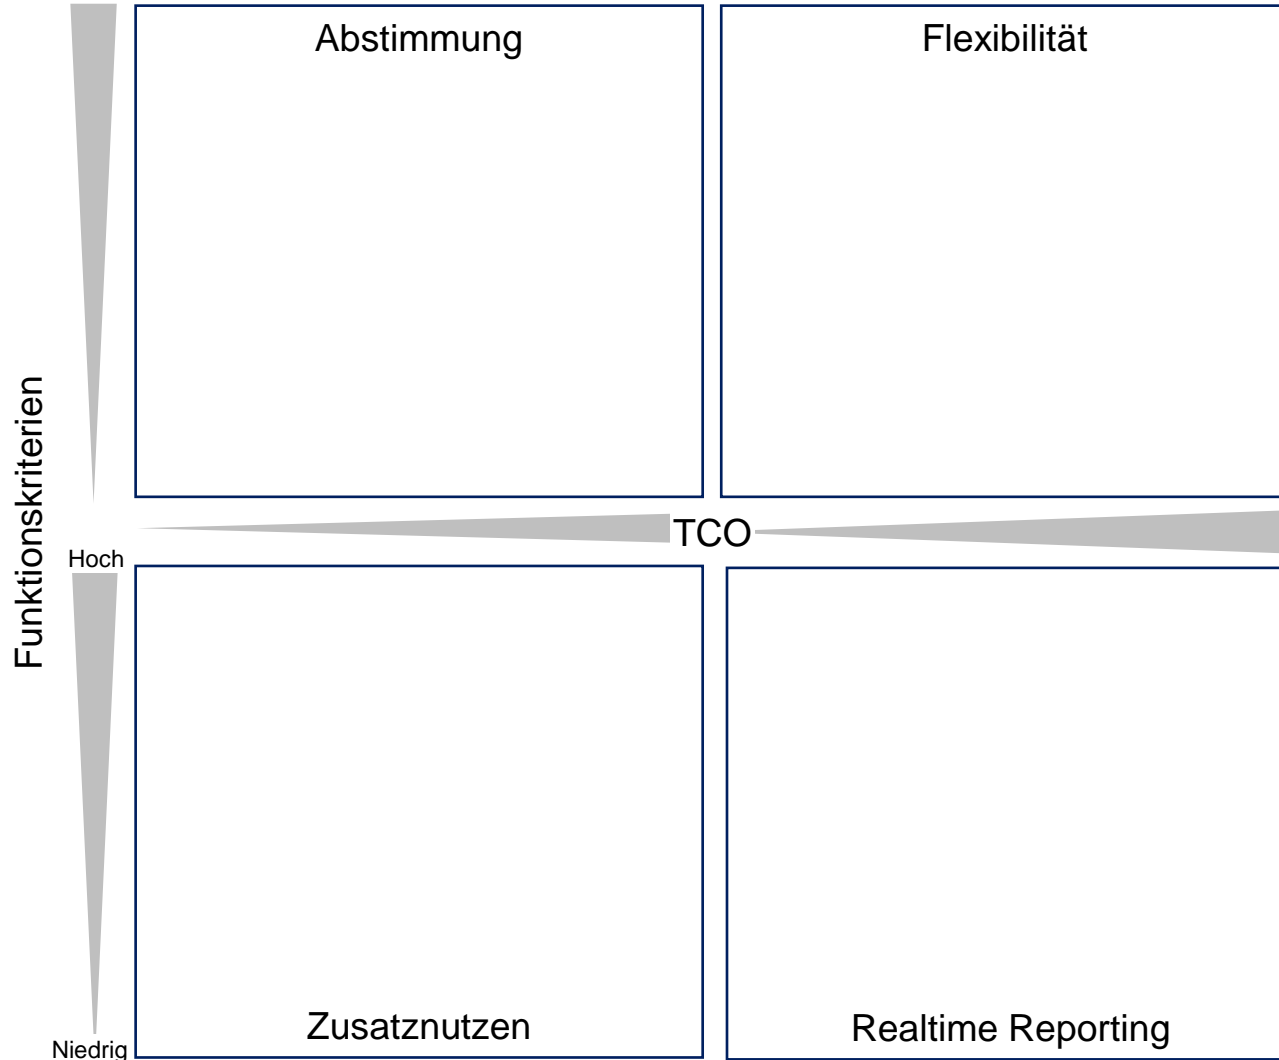 Abstimmung
Flexibilität
Funktionskriterien
TCO
Hoch
Zusatznutzen
Realtime Reporting
Niedrig